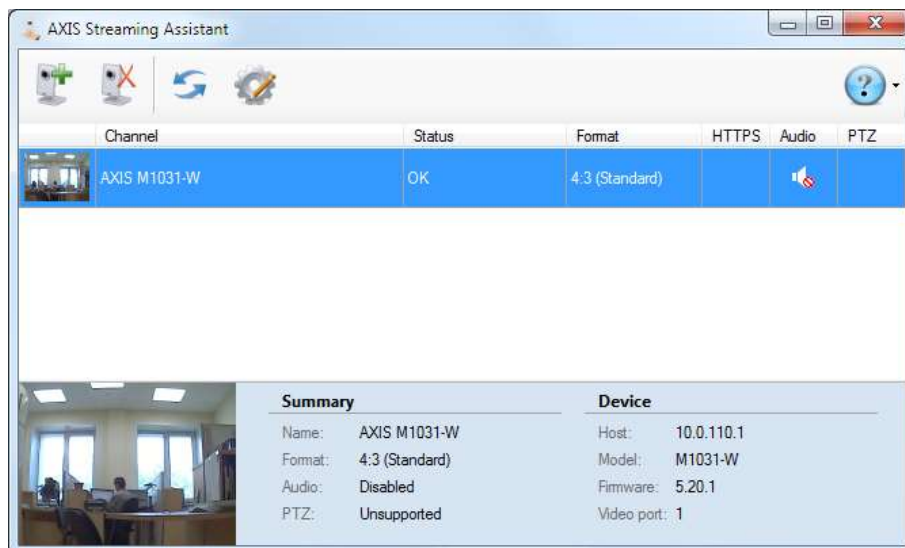 AXIS Streaming Assistant
Channel Status Format HTTPS Audio PTZ
AXIS M1031-W OK 4:3 (Standard)
Summary
Name: AXIS M1031-W
Format: 4:3 (Standard)
Audio: Disabled
PTZ: Unsupported
Device
Host: 10.0.110.1
Model: M1031-W
Firmware: 5.20.1
Video port: 1